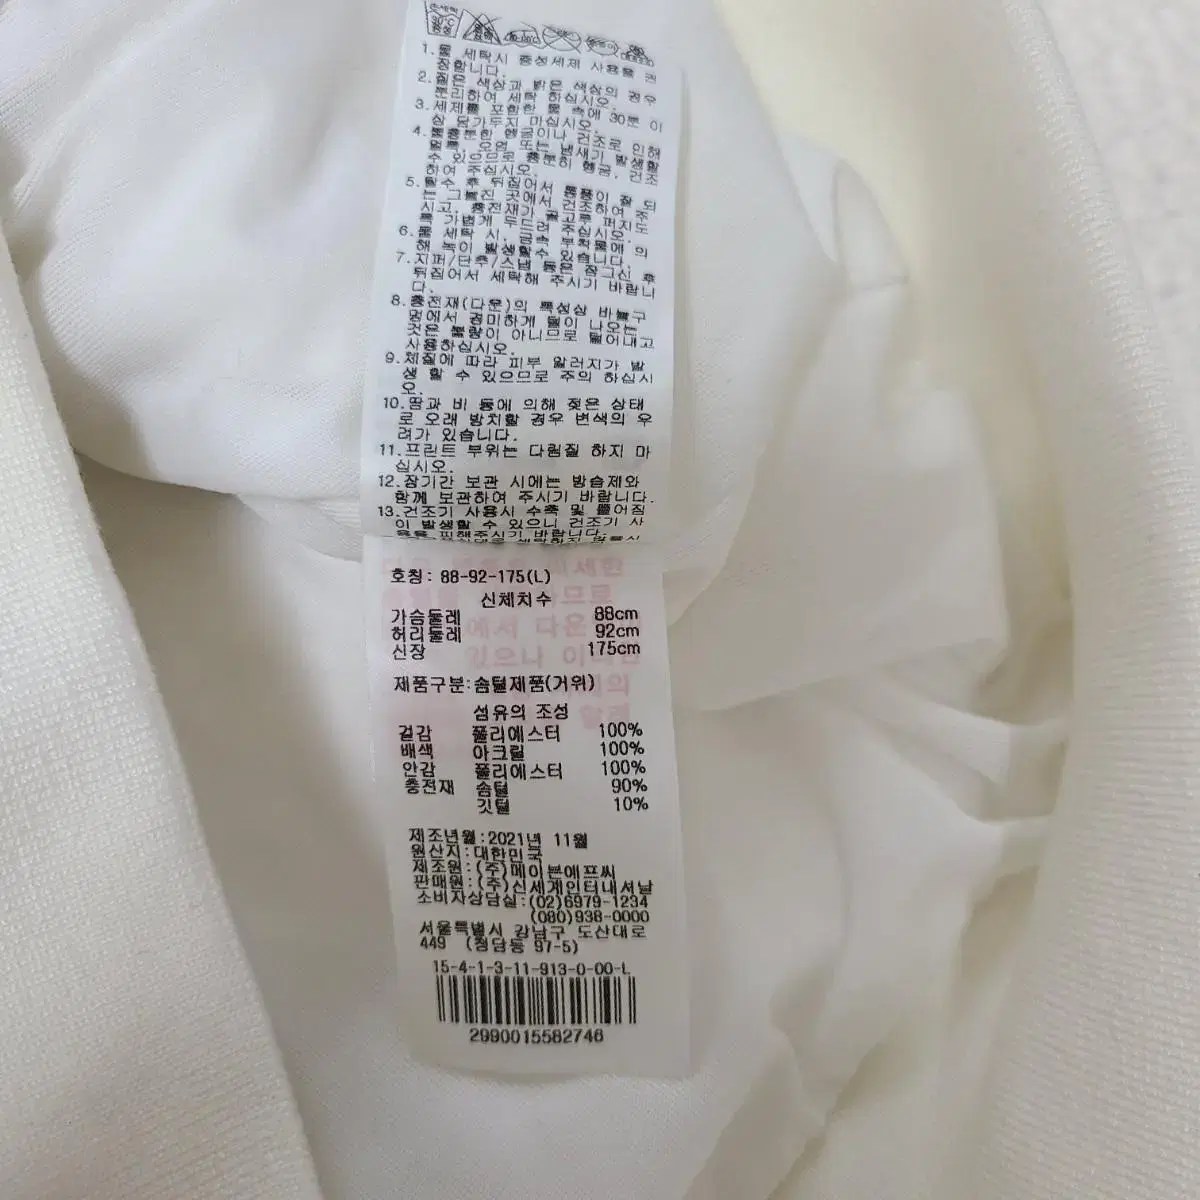 1.물 세탁시 중성세제 사용을 권
장합니다.
2.짙은 색상과 밝은 색상의 경우
분리하여 세탁 하십시오.
3.세제를 포함한 물 속에 30분 이
상 담가두지 마십시오.
4.불충분한 헹굼이나 건조로 인해
얼룩, 오염 또는 냄새가 발생할
수 있으므로 충분히 헹굼, 건조
하여 주십시오.
5.탈수 후 뒤집어서 통풍이 잘 되
는 그늘진 곳에서 건조하여 주
시고, 충전재가 골고루 퍼지도
록 가볍게 두드려 주십시오.
6.물 세탁 시, 금속 부착물에 의
해 녹이 발생할수 있습니다.
7.지퍼/단추/스냅 등은 잠그신 후
뒤집어서 세탁해 주시기 바랍니
다.
8.충전재(다운)의 특성상 바늘구
멍에서 경미하게 털이 나오는
것은 불량이 아니므로 털어내고
사용하십시오.
9.체질에 따라 피부 알러지가 발
생 할 수 있으므로 주의 하십시
오.
10.땀과 비 등에 의해 젖은 상태
로 오래 방치할 경우 변색의 우
려가 있습니다.
11.프린트 부위는 다림질 하지 마
십시오.
12.장기간 보관 시에는 방습제와
함께 보관하여 주시기 바랍니다.
13.건조기 사용시 수축 및 틀어짐
이 발생할 수 있으니 건조기 사
용을 피해주시기 바랍니다.
호칭: 88-92-175(L)
신체치수
가슴둘레 88cm
허리둘레 92cm
신장 175cm
제품구분:솜털제품(거위)
섬유의 조성
겉감 폴리에스터 100%
배색 아크릴 100%
안감 폴리에스터 100%
충전재 솜털 90%
깃털 10%
제조년월:2021년 11월
원산지:대한민국
제조원:(주)메이븐에프씨
판매원:(주)신세계인터내셔날
소비자상담실:(02)6979-1234
(080)938-0000
서울특별시 강남구 도산대로
449 (청담동 97-5)
15-4-1-3-11-913-0-00-L
2990015582746